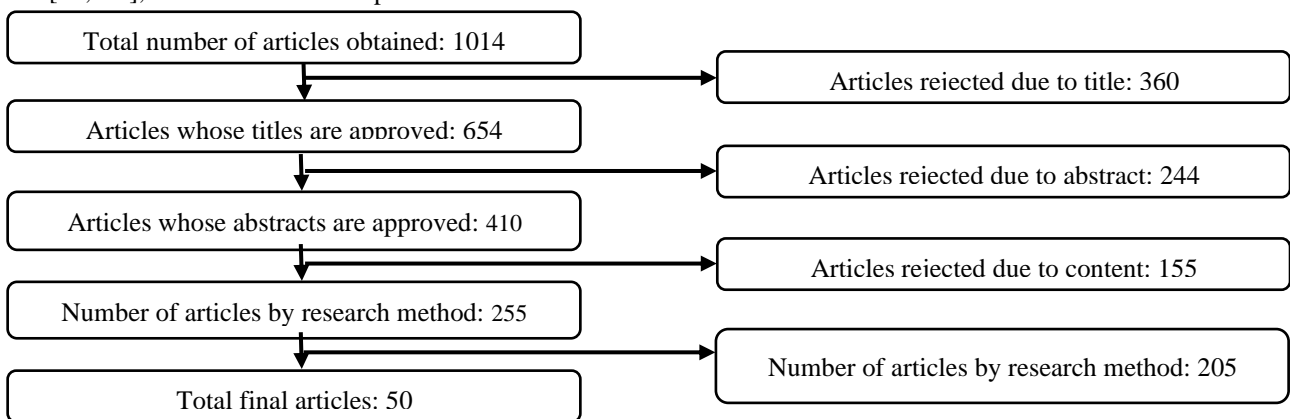 Total number of articles obtained: 1014
Articles rejected due to title: 360
Articles whose titles are approved: 654
Articles rejected due to abstract: 244
Articles whose abstracts are approved: 410
Articles rejected due to content: 155
Number of articles by research method: 255
Number of articles by research method: 205
Total final articles: 50